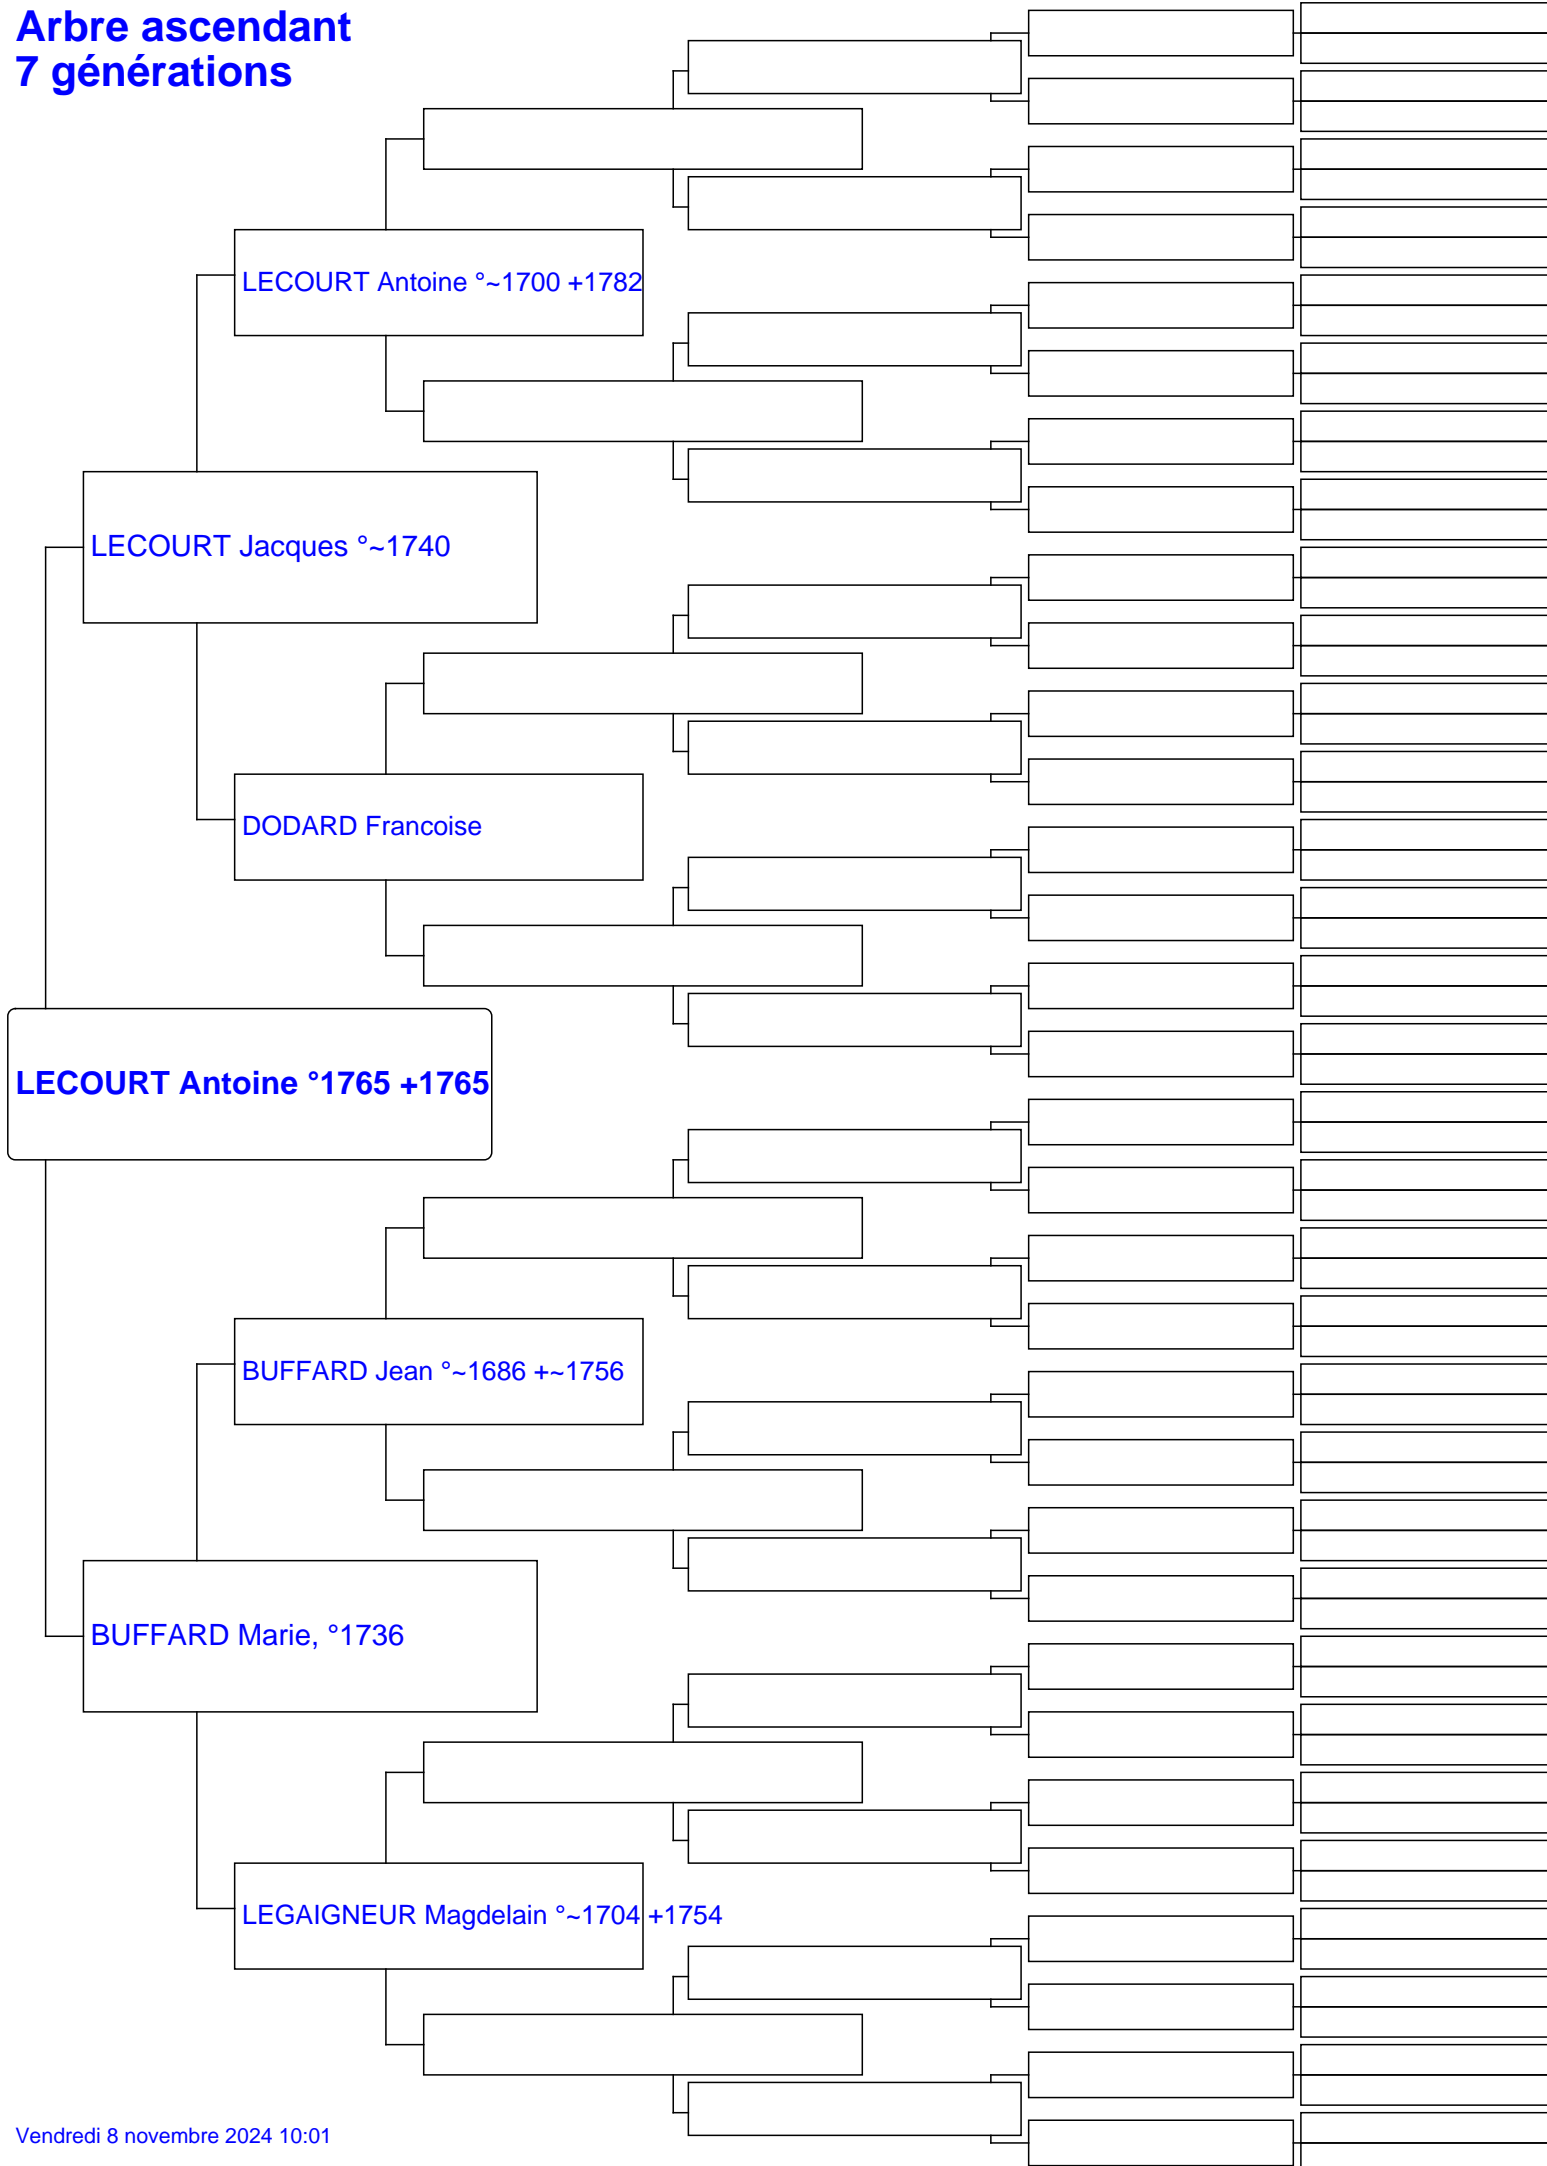 Arbre ascendant
7 générations
LECOURT Antoine °~1700 +1782
LECOURT Jacques °~1740
DODARD Francoise
LECOURT Antoine °1765 +1765
BUFFARD Jean °~1686 +~1756
BUFFARD Marie, °1736
LEGAIGNEUR Magdelain °~1704 +1754
Vendredi 8 novembre 2024 10:01